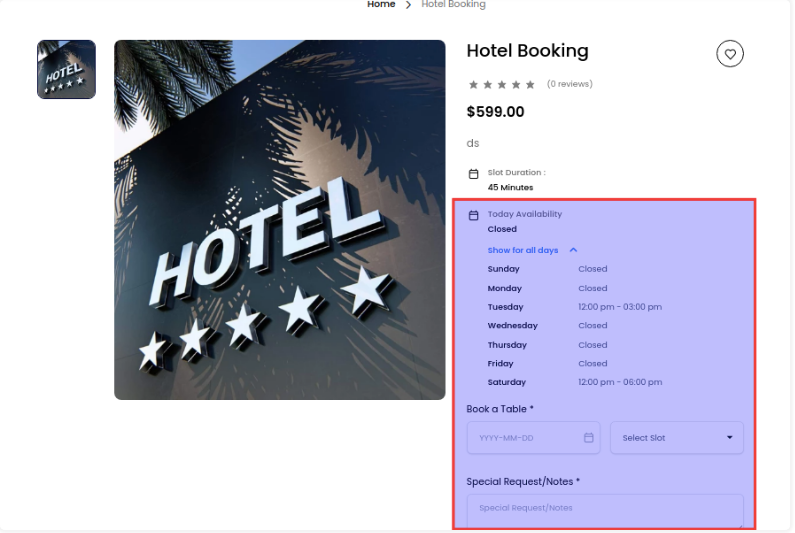 Home > Hotel Booking
HOTEL
HOTEL
Hotel Booking
(0 reviews)
$599.00
ds
Slot Duration :
45 Minutes
Today Availability
Closed
Show for all days
Sunday Closed
Monday Closed
Tuesday 12:00 pm - 03:00 pm
Wednesday Closed
Thursday Closed
Friday Closed
Saturday 12:00 pm - 06:00 pm
Book a Table *
YYYY-MM-DD Select Slot
Special Request/Notes *
Special Request/Notes